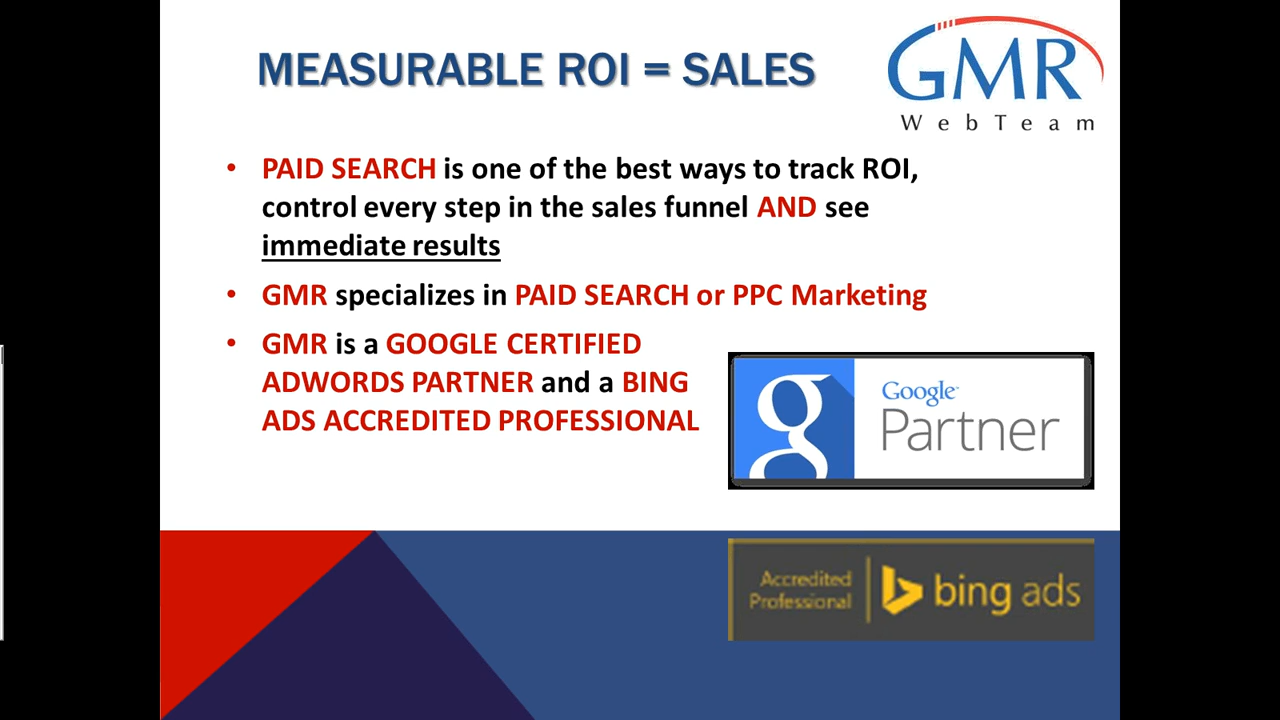 MEASURABLE ROI = SALES
GMR
WebTeam
• PAID SEARCH is one of the best ways to track ROI,
control every step in the sales funnel AND see
immediate results
• GMR specializes in PAID SEARCH or PPC Marketing
• GMR is a GOOGLE CERTIFIED
ADWORDS PARTNER and a BING
ADS ACCREDITED PROFESSIONAL
g
Google
Partner
Accredited
Professional
bing ads